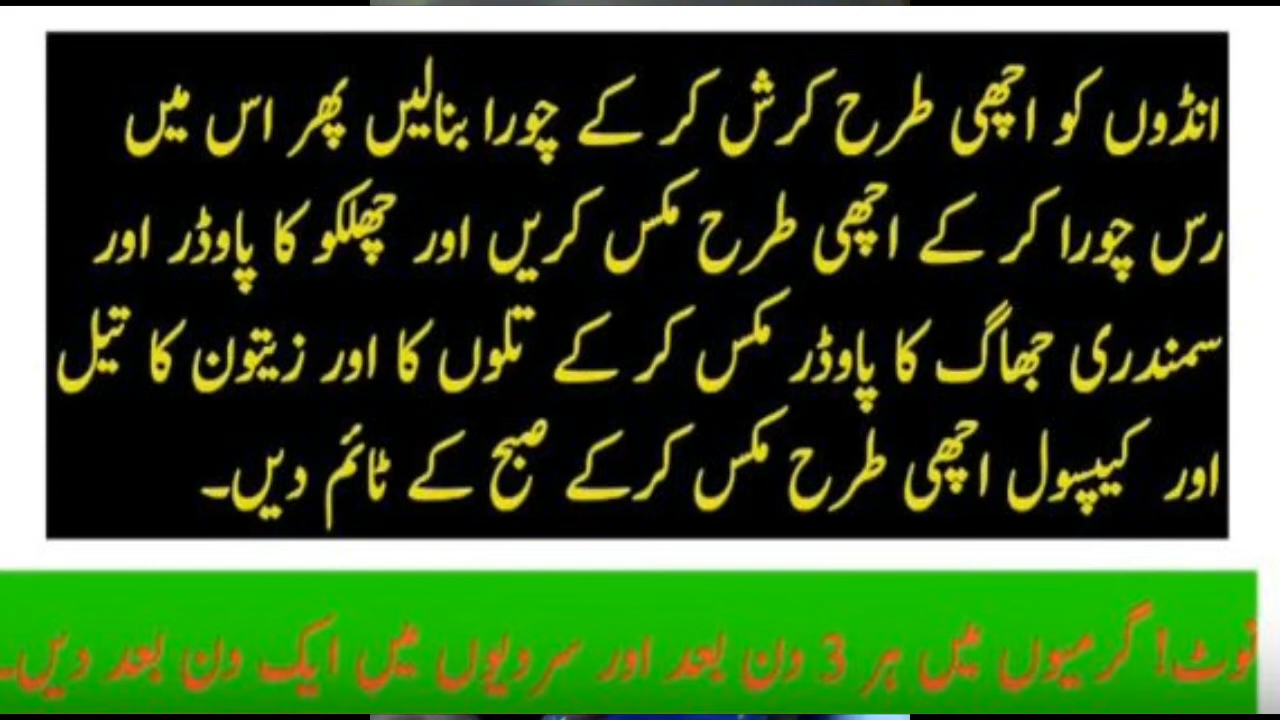 انڈوں کو اچھی طرح کرش کر کے چورا بنالیں پھر اس میں
رس چورا کر کے اچھی طرح مکس کریں اور چھلکو کا پاوڈر اور
سمندری جھاگ کا پاوڈر مکس کر کے تلوں کا اور زیتون کا تیل
اور کیپسول اچھی طرح مکس کرکے صبح کے ٹائم دیں۔
نوٹ! گرمیوں میں ہر 3 دن بعد اور سردیوں میں ایک دن بعد دیں۔